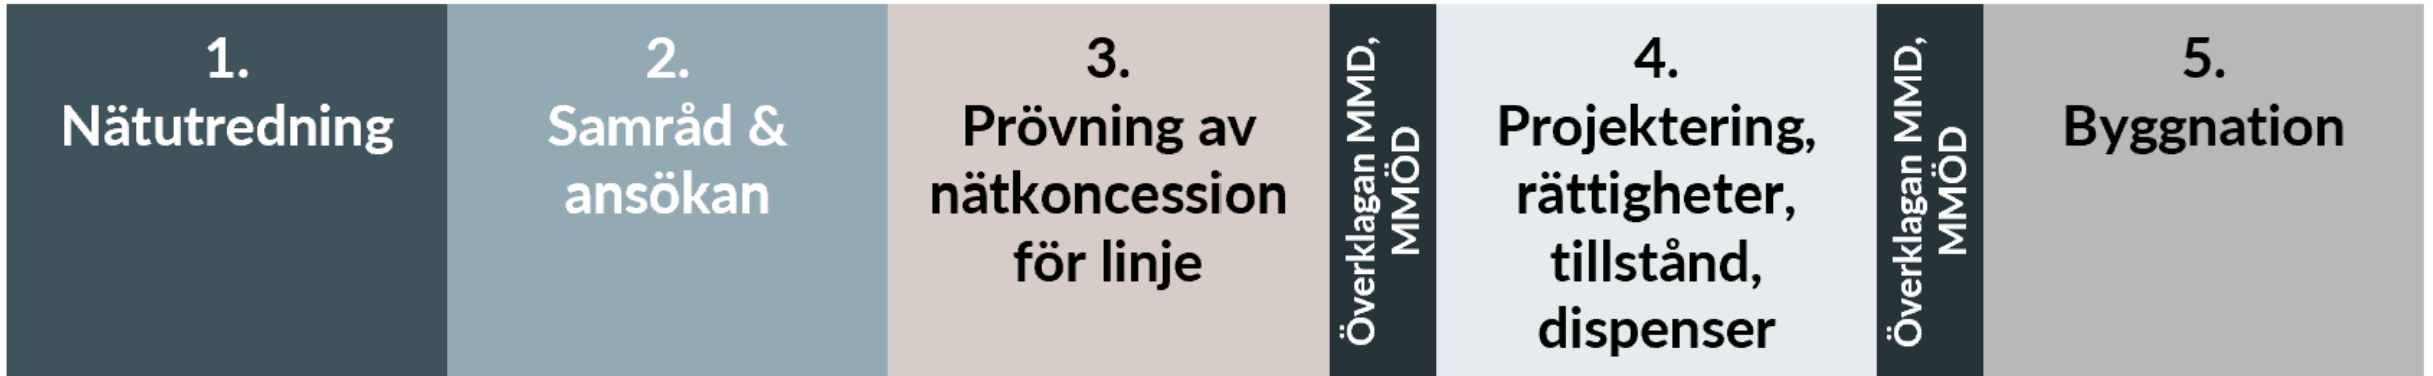 1.
Nätutredning
2.
Samråd &
ansökan
3.
Prövning av
nätkoncession
för linje
Överklagan MMD,
MMÖD
4.
Projektering,
rättigheter,
tillstånd,
dispenser
Överklagan MMD,
MMÖD
5.
Byggnation